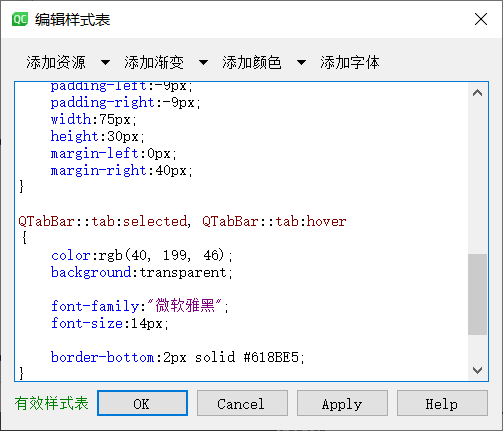 QC 编辑样式表
添加资源 添加渐变 添加颜色 添加字体
padding-left:-9px;
padding-right:-9px;
width:75px;
height:30px;
margin-left:0px;
margin-right:40px;
}
QTabBar::tab:selected, QTabBar::tab:hover
{
color:rgb(40, 199, 46);
background:transparent;
font-family:"微软雅黑";
font-size:14px;
border-bottom:2px solid #618BE5;
}
有效样式表 OK Cancel Apply Help